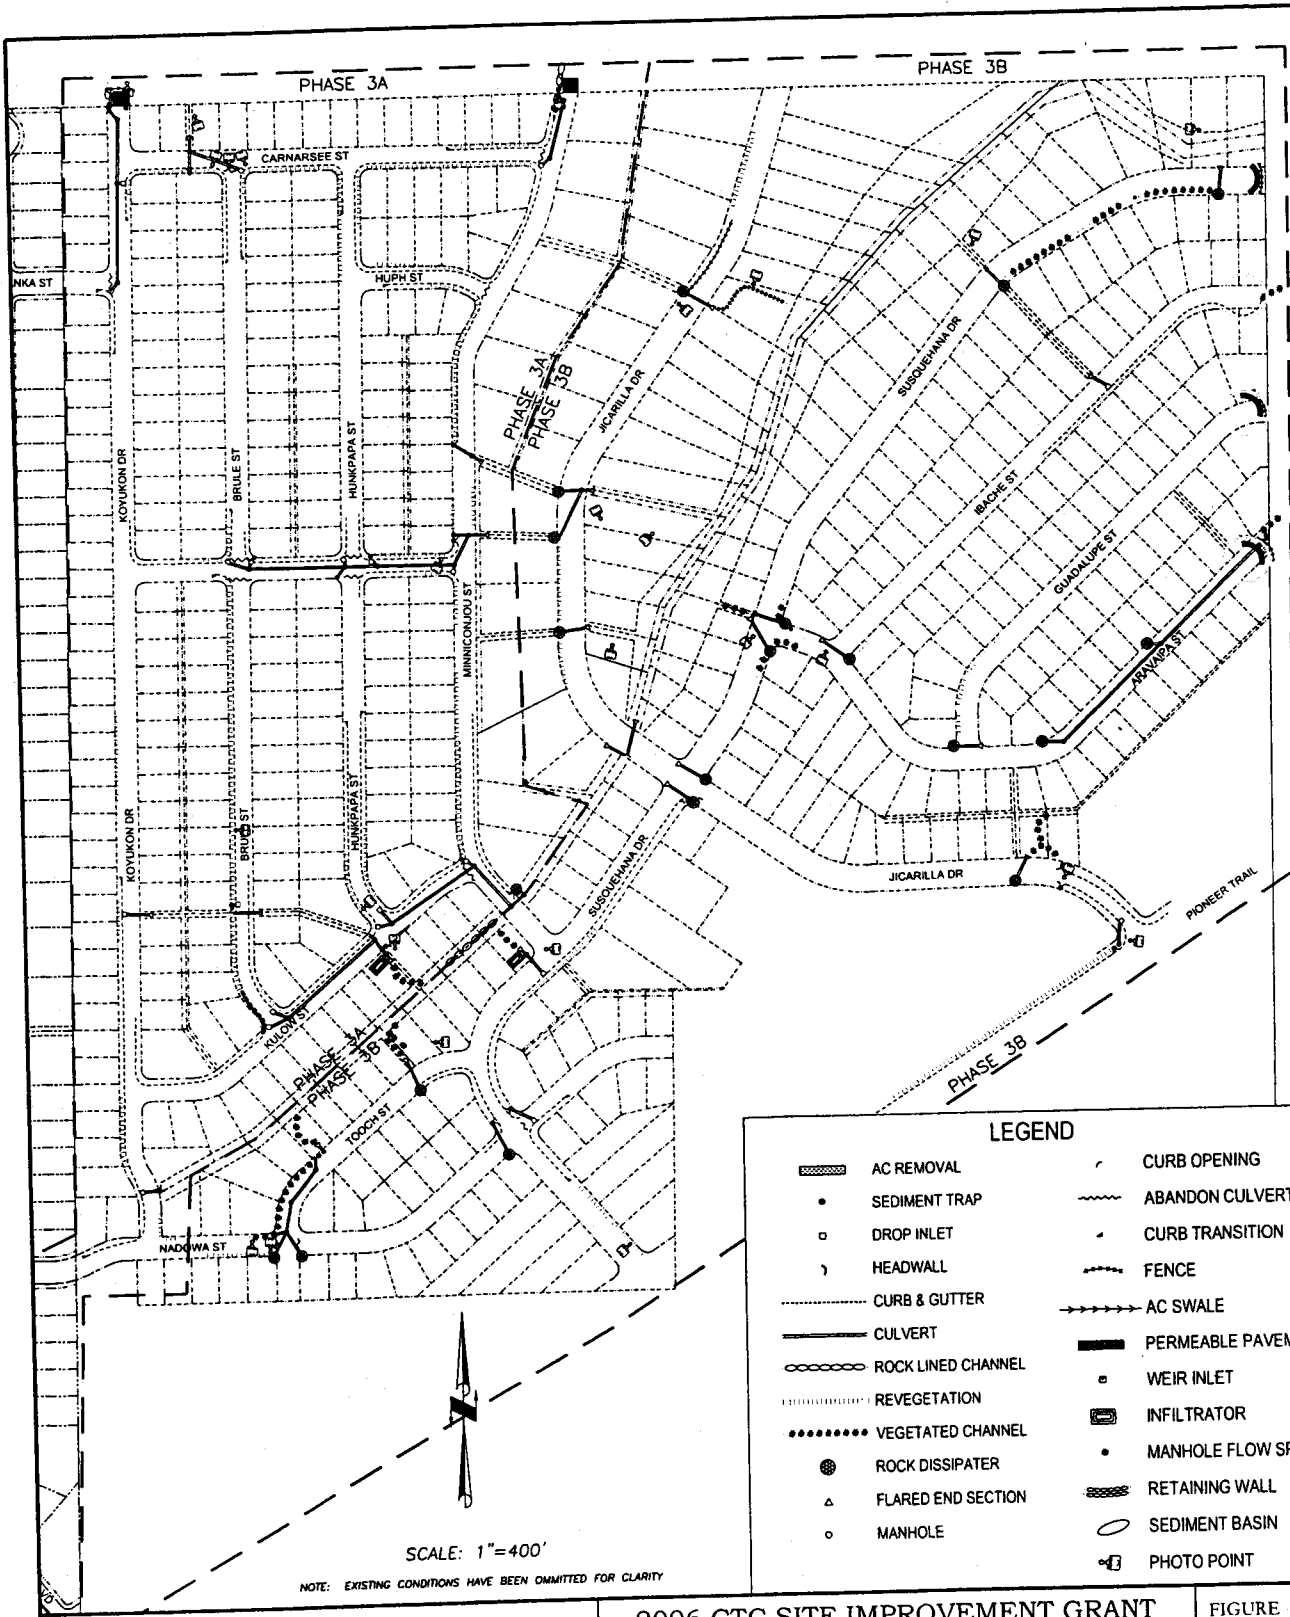 PHASE 3A
PHASE 3B
CARNARSEE ST
NKA ST
HUPH ST
PHASE 3A
PHASE 3B
JICARILLA DR
SUSQUEHANA DR
KOYUKON DR
BRULE ST
HUNKPAPA ST
IBACHE ST
GUADALUPE ST
MINNICONJOU ST
ARAVAIPA ST
KOYUKON DR
BRULE ST
HUNKPAPA ST
SUSQUEHANA DR
JICARILLA DR
PIONEER TRAIL
KULOW ST
PHASE 3A
PHASE 3B
PHASE 3B
TOOCH ST
NADOWA ST
LEGEND
AC REMOVAL
SEDIMENT TRAP
DROP INLET
HEADWALL
CURB & GUTTER
CULVERT
ROCK LINED CHANNEL
REVEGETATION
VEGETATED CHANNEL
ROCK DISSIPATER
FLARED END SECTION
MANHOLE
CURB OPENING
ABANDON CULVERT
CURB TRANSITION
FENCE
AC SWALE
PERMEABLE PAVEM
WEIR INLET
INFILTRATOR
MANHOLE FLOW SP
RETAINING WALL
SEDIMENT BASIN
PHOTO POINT
SCALE: 1"=400'
NOTE: EXISTING CONDITIONS HAVE BEEN OMMITTED FOR CLARITY
2006 CTC SITE IMPROVEMENT GRANT
FIGURE